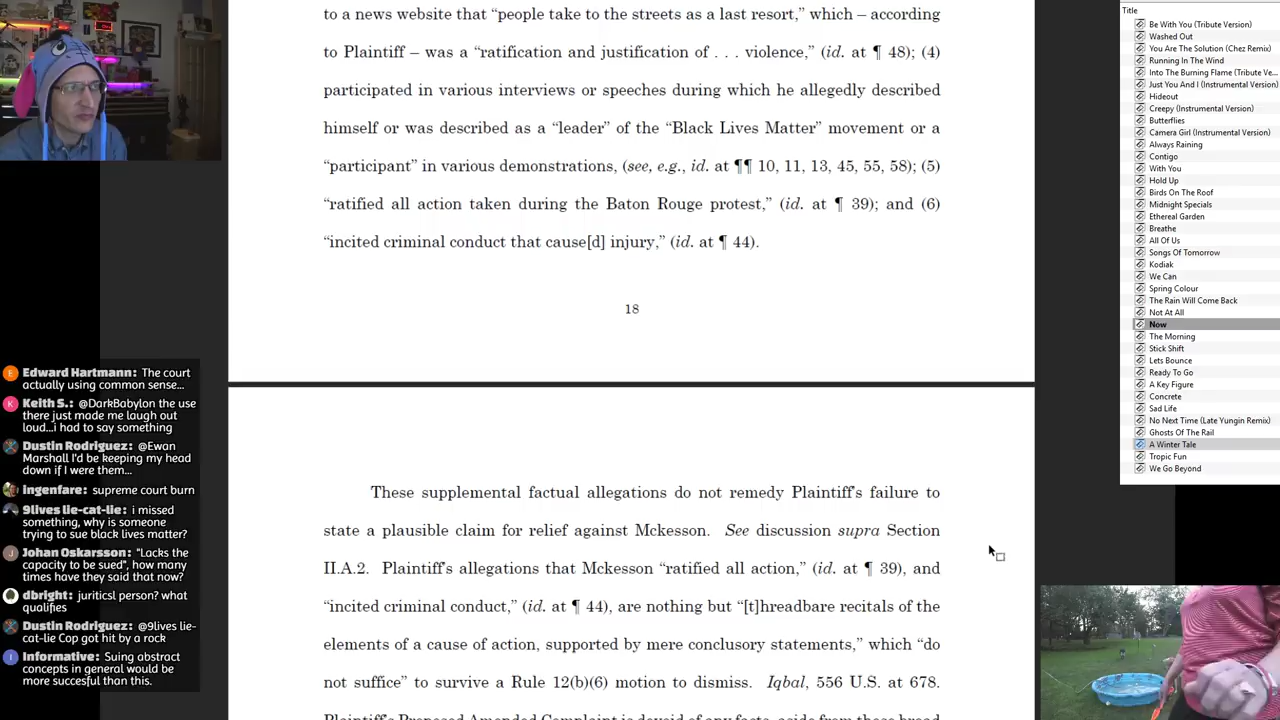 to a news website that “people take to the streets as a last resort,” which – according
to Plaintiff – was a “ratification and justification of . . . violence,” (id. at ¶ 48); (4)
participated in various interviews or speeches during which he allegedly described
himself or was described as a “leader” of the “Black Lives Matter” movement or a
“participant” in various demonstrations, (see, e.g., id. at ¶¶ 10, 11, 13, 45, 55, 58); (5)
“ratified all action taken during the Baton Rouge protest,” (id. at ¶ 39); and (6)
“incited criminal conduct that cause[d] injury,” (id. at ¶ 44).
18
These supplemental factual allegations do not remedy Plaintiff’s failure to
state a plausible claim for relief against Mckesson. See discussion supra Section
II.A.2. Plaintiff’s allegations that Mckesson “ratified all action,” (id. at ¶ 39), and
“incited criminal conduct,” (id. at ¶ 44), are nothing but “[t]hreadbare recitals of the
elements of a cause of action, supported by mere conclusory statements,” which “do
not suffice” to survive a Rule 12(b)(6) motion to dismiss. Iqbal, 556 U.S. at 678.
Plaintiff’s Proposed Amended Complaint is devoid of any facts, aside from these broad
E Edward Hartmann: The court
actually using common sense...
K Keith S.: @DarkBabylon the use
there just made me laugh out
loud...i had to say something
Dustin Rodriguez: @Ewan
Marshall I'd be keeping my head
down if I were them...
ingenfare: supreme court burn
9lives lie-cat-lie: i missed
something, why is someone
trying to sue black lives matter?
Johan Oskarsson: "Lacks the
capacity to be sued", how many
times have they said that now?
dbright: juriticsl person? what
qualifies
Dustin Rodriguez: @9lives lie-
cat-lie Cop got hit by a rock
I Informative: Suing abstract
concepts in general would be
more succesful than this.
Title
Be With You (Tribute Version)
Washed Out
You Are The Solution (Chez Remix)
Running In The Wind
Into The Burning Flame (Tribute Ve...
Just You And I (Instrumental Version)
Hideout
Creepy (Instrumental Version)
Butterflies
Camera Girl (Instrumental Version)
Always Raining
Contigo
With You
Hold Up
Birds On The Roof
Midnight Specials
Ethereal Garden
Breathe
All Of Us
Songs Of Tomorrow
Kodiak
We Can
Spring Colour
The Rain Will Come Back
Not At All
Now
The Morning
Stick Shift
Lets Bounce
Ready To Go
A Key Figure
Concrete
Sad Life
No Next Time (Late Yungin Remix)
Ghosts Of The Rail
A Winter Tale
Tropic Fun
We Go Beyond